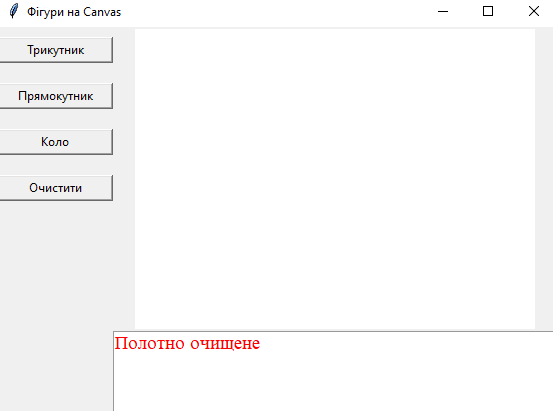 Фігури на Canvas
Трикутник
Прямокутник
Коло
Очистити
Полотно очищене